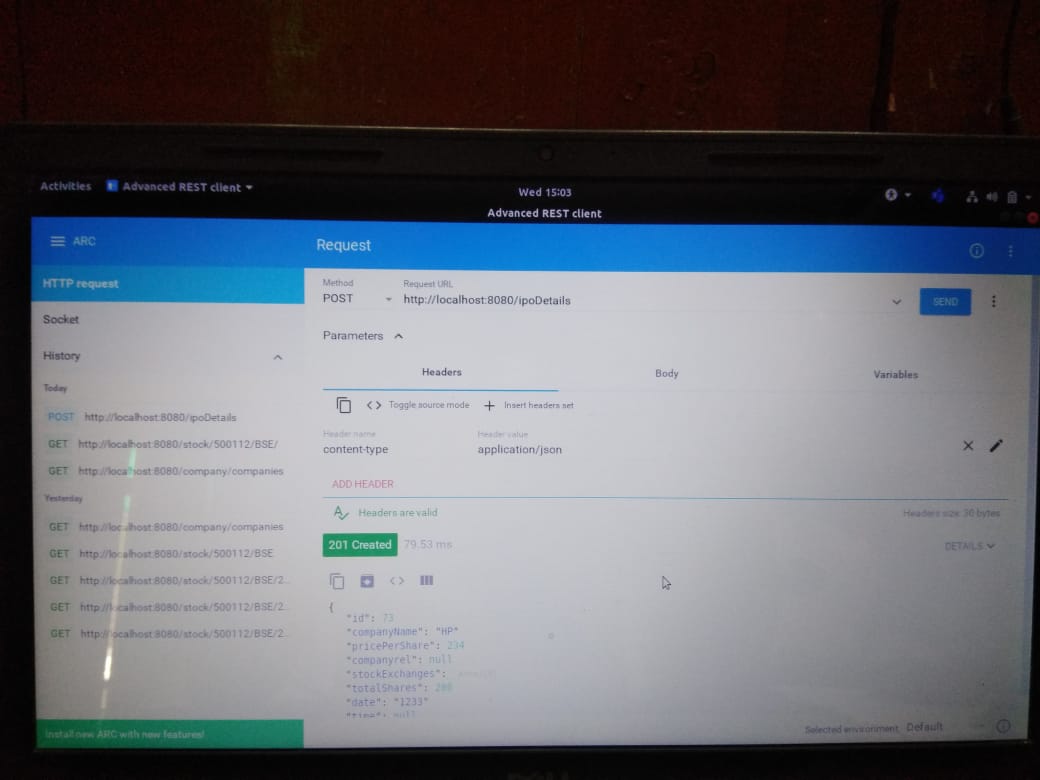 Activities Advanced REST client Wed 15:03
Advanced REST client
ARC
Request
HTTP request
Socket
History
Today
POST http://localhost:8080/ipoDetails
GET http://localhost:8080/stock/500112/BSE/
GET http://localhost:8080/company/companies
Yesterday
GET http://localhost:8080/company/companies
GET http://localhost:8080/stock/500112/BSE
GET http://localhost:8080/stock/500112/BSE/2...
GET http://localhost:8080/stock/500112/BSE/2...
GET http://localhost:8080/stock/500112/BSE/2...
Install new ARC with new features!
Method Request URL
POST http://localhost:8080/ipoDetails SEND
Parameters
Headers Body Variables
Toggle source mode Insert headers set
Header name Header value
content-type application/json
ADD HEADER
Headers are valid Headers size: 30 bytes
201 Created 79.53 ms DETAILS
{
"id": 73
"companyName": "HP"
"pricePerShare": 234
"companyrel": null
"stockExchanges":
"totalShares": 200
"date": "1233"
"time": null
Selected environment: Default